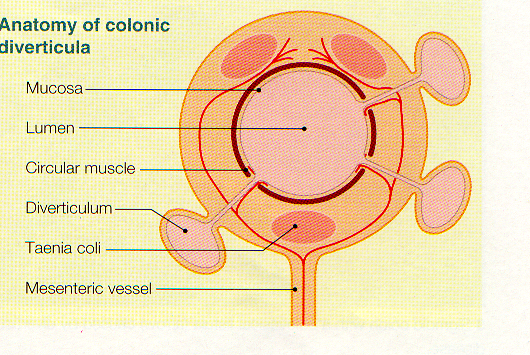 Anatomy of colonic
diverticula
Mucosa
Lumen
Circular muscle
Diverticulum
Taenia coli
Mesenteric vessel